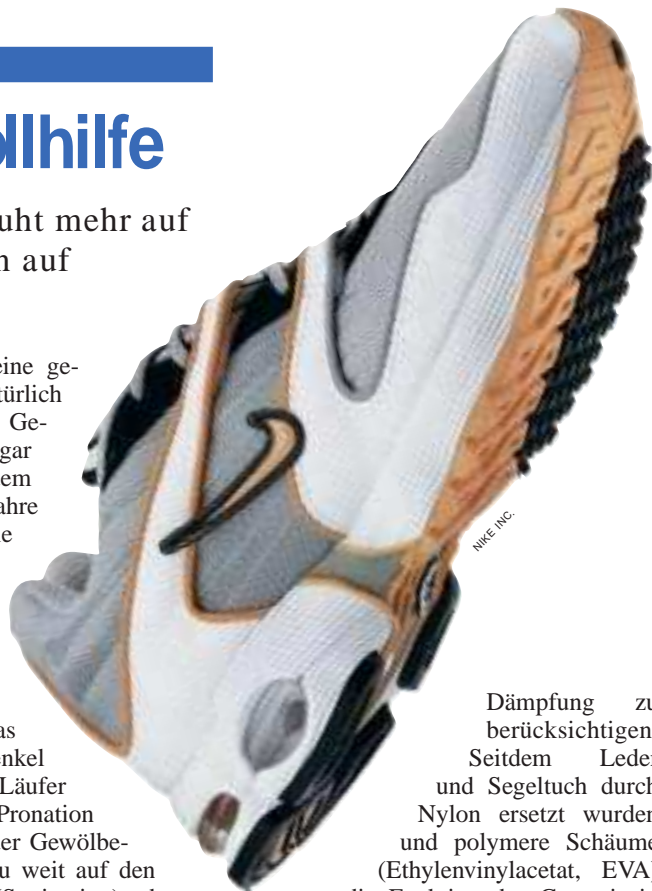 llhilfe
uht mehr auf
n auf
eine ge-
türlich
Ge-
gar
em
ahre
e
as
nkel
Läufer
Pronation
er Gewölbe-
u weit auf den
NIKE INC.
Dämpfung zu
berücksichtigen
Seitdem Leder
und Segeltuch durch
Nylon ersetzt wurden
und polymere Schäume
(Ethylenvinylacetat, EVA)